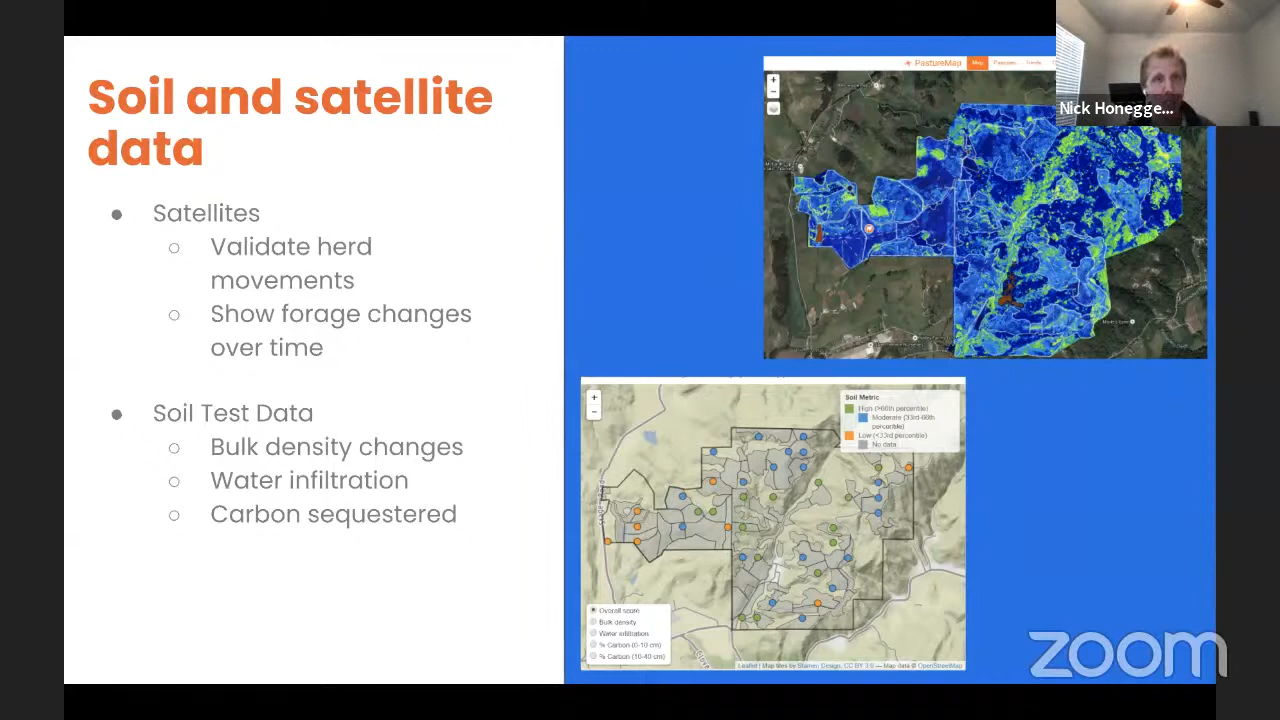 Soil and satellite
data
● Satellites
○ Validate herd
movements
○ Show forage changes
over time
● Soil Test Data
○ Bulk density changes
○ Water infiltration
○ Carbon sequestered
PastureMap
Map
Nick Honegge...
+
−
+
−
Soil Metric
High (>66th percentile)
Moderate (33rd-66th
percentile)
Low (<33rd percentile)
No data
Overall score
Bulk density
Water infiltration
% Carbon (0-10 cm)
% Carbon (10-40 cm)
Leaflet | Map tiles by Stamen Design, CC BY 3.0 — Map data © OpenStreetMap
zoom